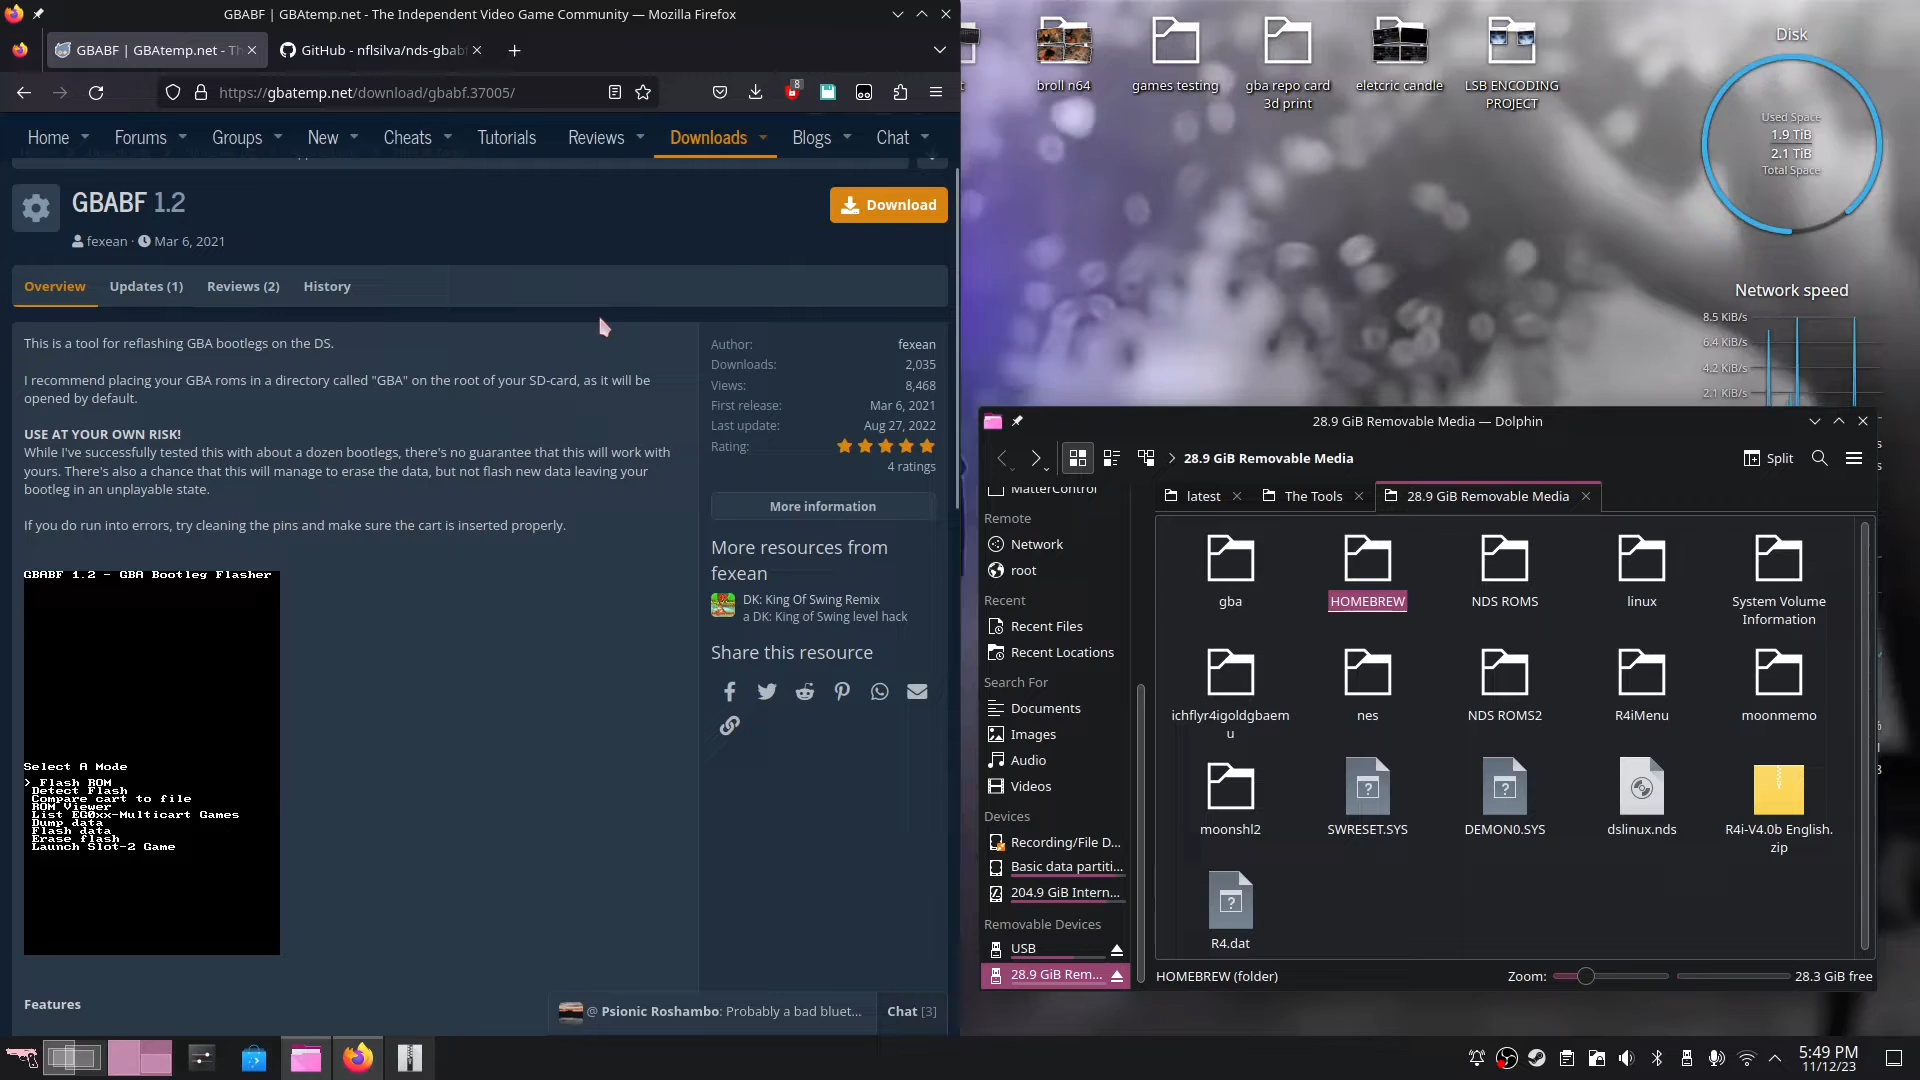 GBABF | GBAtemp.net - The Independent Video Game Community — Mozilla Firefox
GBABF | GBAtemp.net - Th
GitHub - nflsilva/nds-gbabf
https://gbatemp.net/download/gbabf.37005/
8
Home
Forums
Groups
New
Cheats
Tutorials
Reviews
Downloads
Blogs
Chat
GBABF 1.2
Download
fexean · Mar 6, 2021
Overview
Updates (1)
Reviews (2)
History
This is a tool for reflashing GBA bootlegs on the DS.
I recommend placing your GBA roms in a directory called "GBA" on the root of your SD-card, as it will be
opened by default.
USE AT YOUR OWN RISK!
While I've successfully tested this with about a dozen bootlegs, there's no guarantee that this will work with
yours. There's also a chance that this will manage to erase the data, but not flash new data leaving your
bootleg in an unplayable state.
If you do run into errors, try cleaning the pins and make sure the cart is inserted properly.
GBABF 1.2 - GBA Bootleg Flasher
Select A Mode
> Flash ROM
Detect Flash
Compare cart to file
ROM Viewer
List EG0xx-Multicart Games
Dump data
Flash data
Erase flash
Launch Slot-2 Game
Features
Author: fexean
Downloads: 2,035
Views: 8,468
First release: Mar 6, 2021
Last update: Aug 27, 2022
Rating:
4 ratings
More information
More resources from
fexean
DK: King Of Swing Remix
a DK: King of Swing level hack
Share this resource
@ Psionic Roshambo: Probably a bad bluet...
Chat [3]
broll n64
games testing
gba repo card
3d print
eletcric candle
LSB ENCODING
PROJECT
Disk
Used Space
1.9 TiB
2.1 TiB
Total Space
Network speed
8.5 KiB/s
6.4 KiB/s
4.2 KiB/s
2.1 KiB/s
28.9 GiB Removable Media — Dolphin
28.9 GiB Removable Media
Split
latest
The Tools
28.9 GiB Removable Media
MatterControl
Remote
Network
root
Recent
Recent Files
Recent Locations
Search For
Documents
Images
Audio
Videos
Devices
Recording/File D...
Basic data partiti...
204.9 GiB Intern...
Removable Devices
USB
28.9 GiB Rem...
gba
HOMEBREW
NDS ROMS
linux
System Volume
Information
ichflyr4igoldgbaem
u
nes
NDS ROMS2
R4iMenu
moonmemo
moonshl2
SWRESET.SYS
DEMON0.SYS
dslinux.nds
R4i-V4.0b English.
zip
R4.dat
HOMEBREW (folder)
Zoom:
28.3 GiB free
5:49 PM
11/12/23